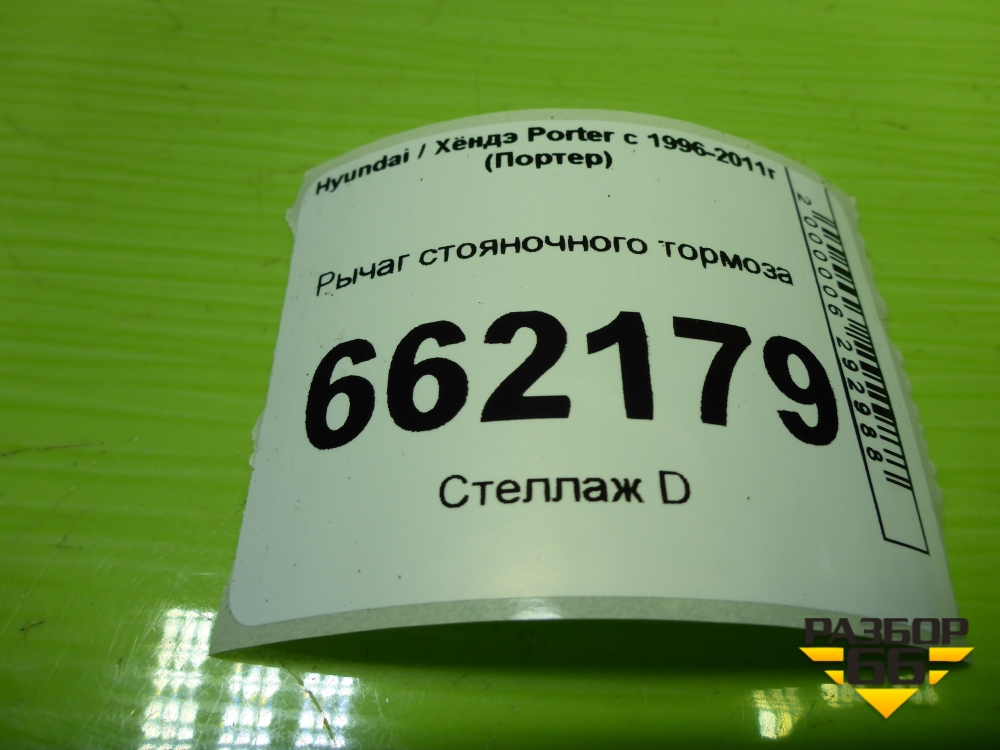 Hyundai / Хёндэ Porter с 1996-2011г
(Портер)
Рычаг стояночного тормоза
662179
Стеллаж D
2000006292988
РАЗБОР
66